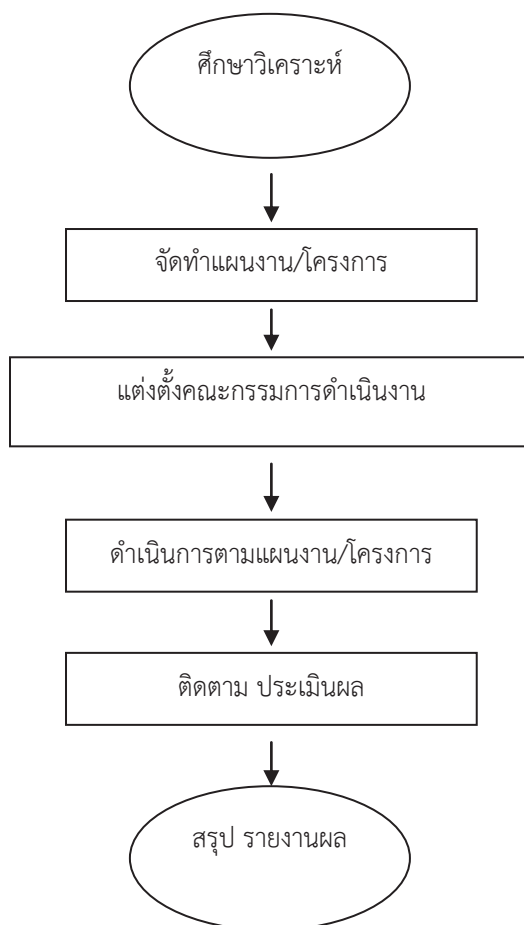 ศึกษาวิเคราะห์
จัดทำแผนงาน/โครงการ
แต่งตั้งคณะกรรมการดำเนินงาน
ดำเนินการตามแผนงาน/โครงการ
ติดตาม ประเมินผล
สรุป รายงานผล